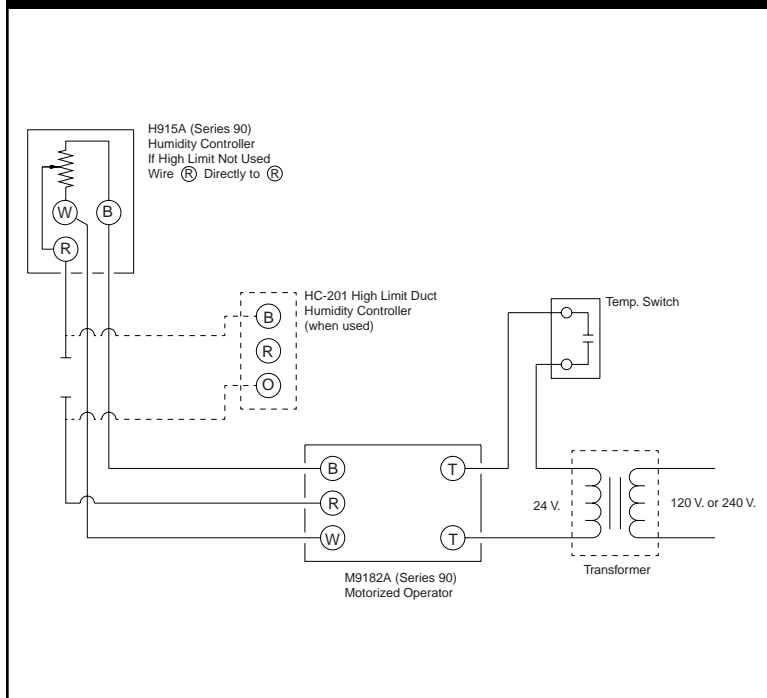 H915A (Series 90)
Humidity Controller
If High Limit Not Used
Wire Ⓡ Directly to Ⓡ
W
B
R
HC-201 High Limit Duct
Humidity Controller
(when used)
B
R
O
Temp. Switch
B
T
R
W
T
24 V.
120 V. or 240 V.
Transformer
M9182A (Series 90)
Motorized Operator